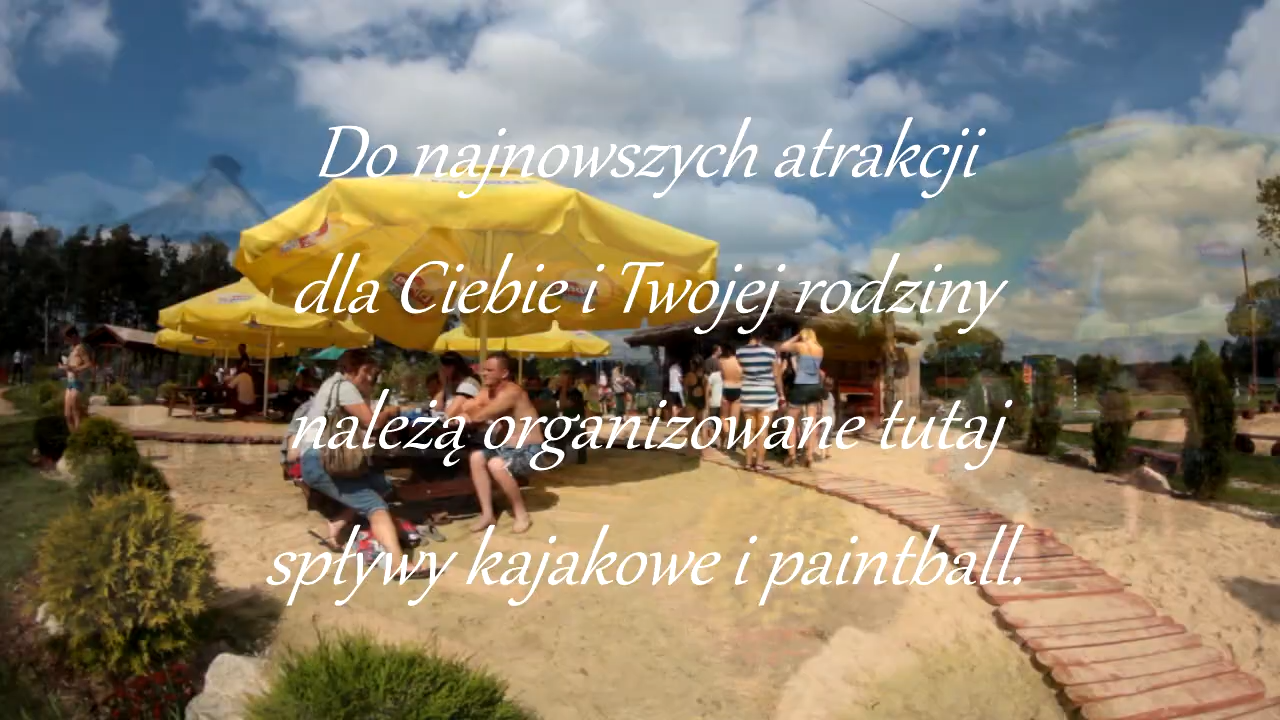 Do najnowszych atrakcji
dla Ciebie i Twojej rodziny
należą organizowane tutaj
spływy kajakowe i paintball.